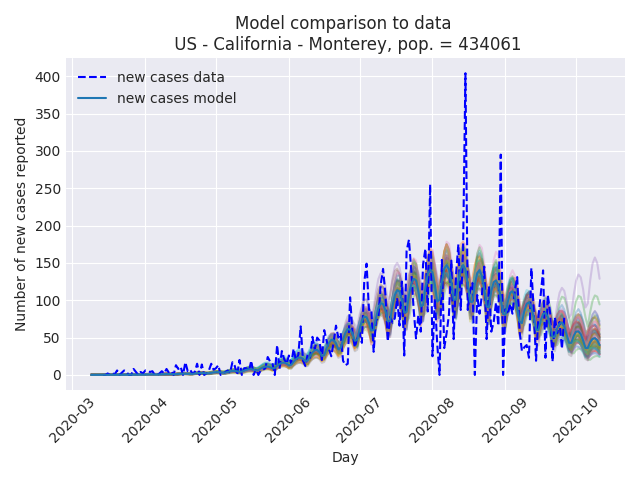 Model comparison to data
US - California - Monterey, pop. = 434061
new cases data
new cases model
Number of new cases reported
400
350
300
250
200
150
100
50
0
2020-03
2020-04
2020-05
2020-06
2020-07
2020-08
2020-09
2020-10
Day